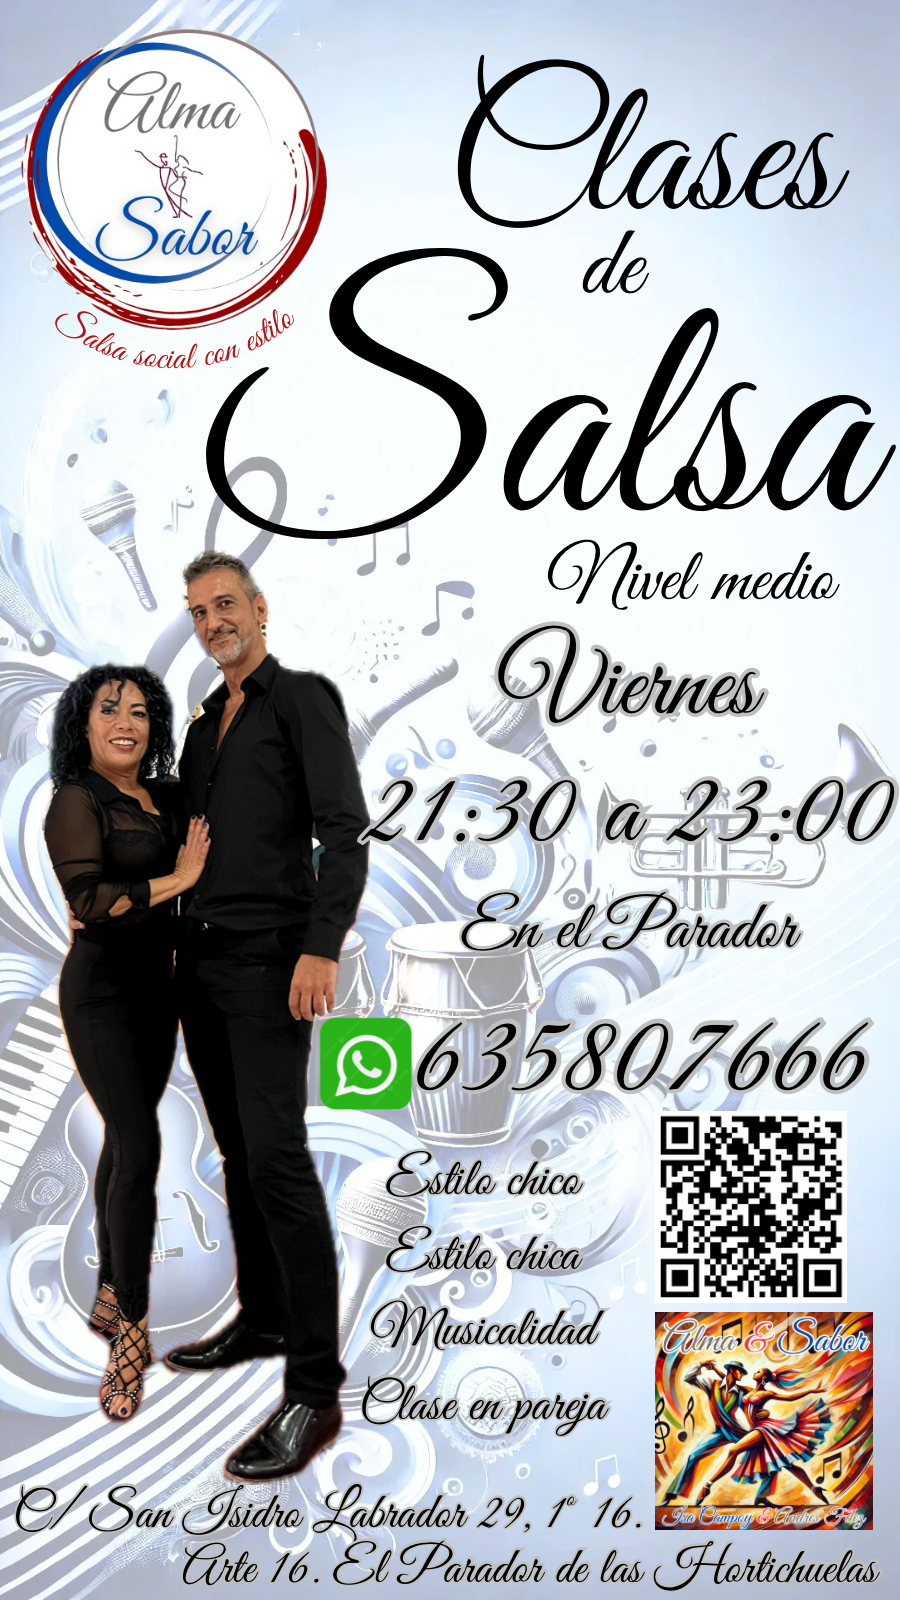 Alma
Sabor
Salsa social con estilo
Clases
de
Salsa
Nivel medio
Viernes
21:30 a 23:00
En el Parador
635807666
Estilo chico
Estilo chica
Musicalidad
Clase en pareja
Alma & Sabor
Isa Campoy & Andrés
C/ San Isidro Labrador 29, 1º 16.
Arte 16. El Parador de las Hortichuelas